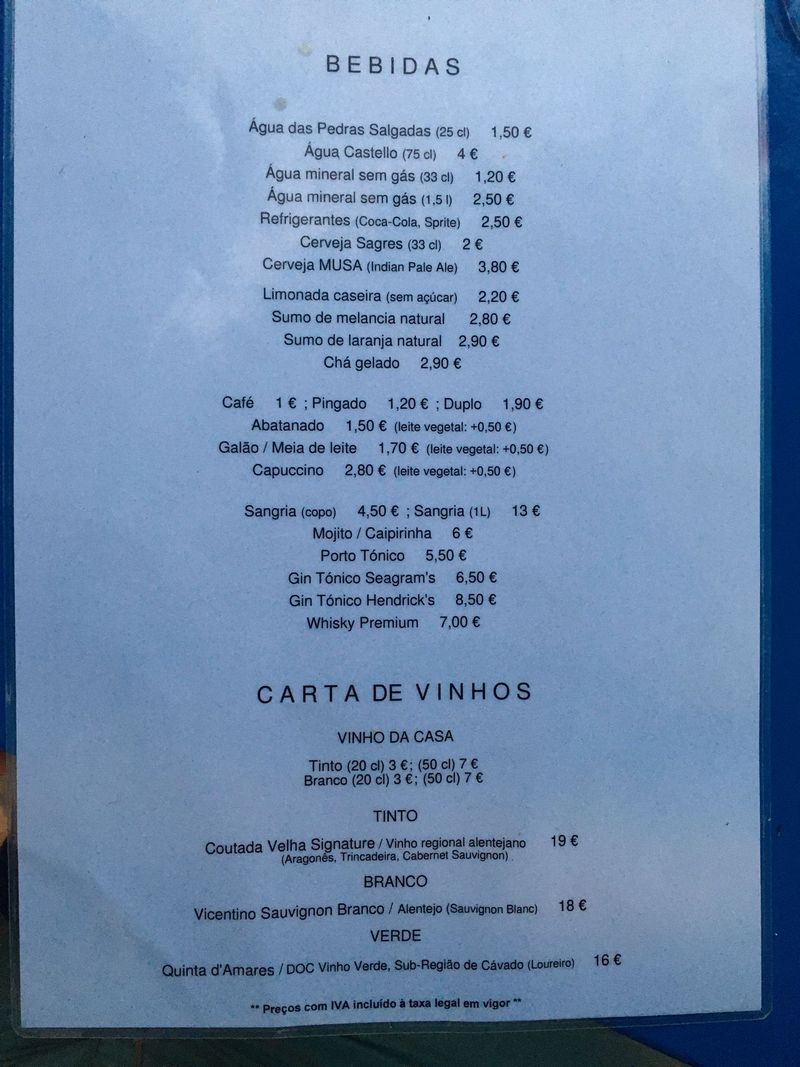 BEBIDAS
Água das Pedras Salgadas (25 cl) 1,50 €
Água Castello (75 cl) 4 €
Água mineral sem gás (33 cl) 1,20 €
Água mineral sem gás (1,5 l) 2,50 €
Refrigerantes (Coca-Cola, Sprite) 2,50 €
Cerveja Sagres (33 cl) 2 €
Cerveja MUSA (Indian Pale Ale) 3,80 €
Limonada caseira (sem açúcar) 2,20 €
Sumo de melancia natural 2,80 €
Sumo de laranja natural 2,90 €
Chá gelado 2,90 €
Café 1 € ; Pingado 1,20 € ; Duplo 1,90 €
Abatanado 1,50 € (leite vegetal: +0,50 €)
Galão / Meia de leite 1,70 € (leite vegetal: +0,50 €)
Capuccino 2,80 € (leite vegetal: +0,50 €)
Sangria (copo) 4,50 € ; Sangria (1L) 13 €
Mojito / Caipirinha 6 €
Porto Tónico 5,50 €
Gin Tónico Seagram's 6,50 €
Gin Tónico Hendrick's 8,50 €
Whisky Premium 7,00 €
CARTA DE VINHOS
VINHO DA CASA
Tinto (20 cl) 3 €; (50 cl) 7 €
Branco (20 cl) 3 €; (50 cl) 7 €
TINTO
Coutada Velha Signature / Vinho regional alentejano 19 €
(Aragonês, Trincadeira, Cabernet Sauvignon)
BRANCO
Vicentino Sauvignon Branco / Alentejo (Sauvignon Blanc) 18 €
VERDE
Quinta d'Amares / DOC Vinho Verde, Sub-Região de Cávado (Loureiro) 16 €
** Preços com IVA incluído à taxa legal em vigor **